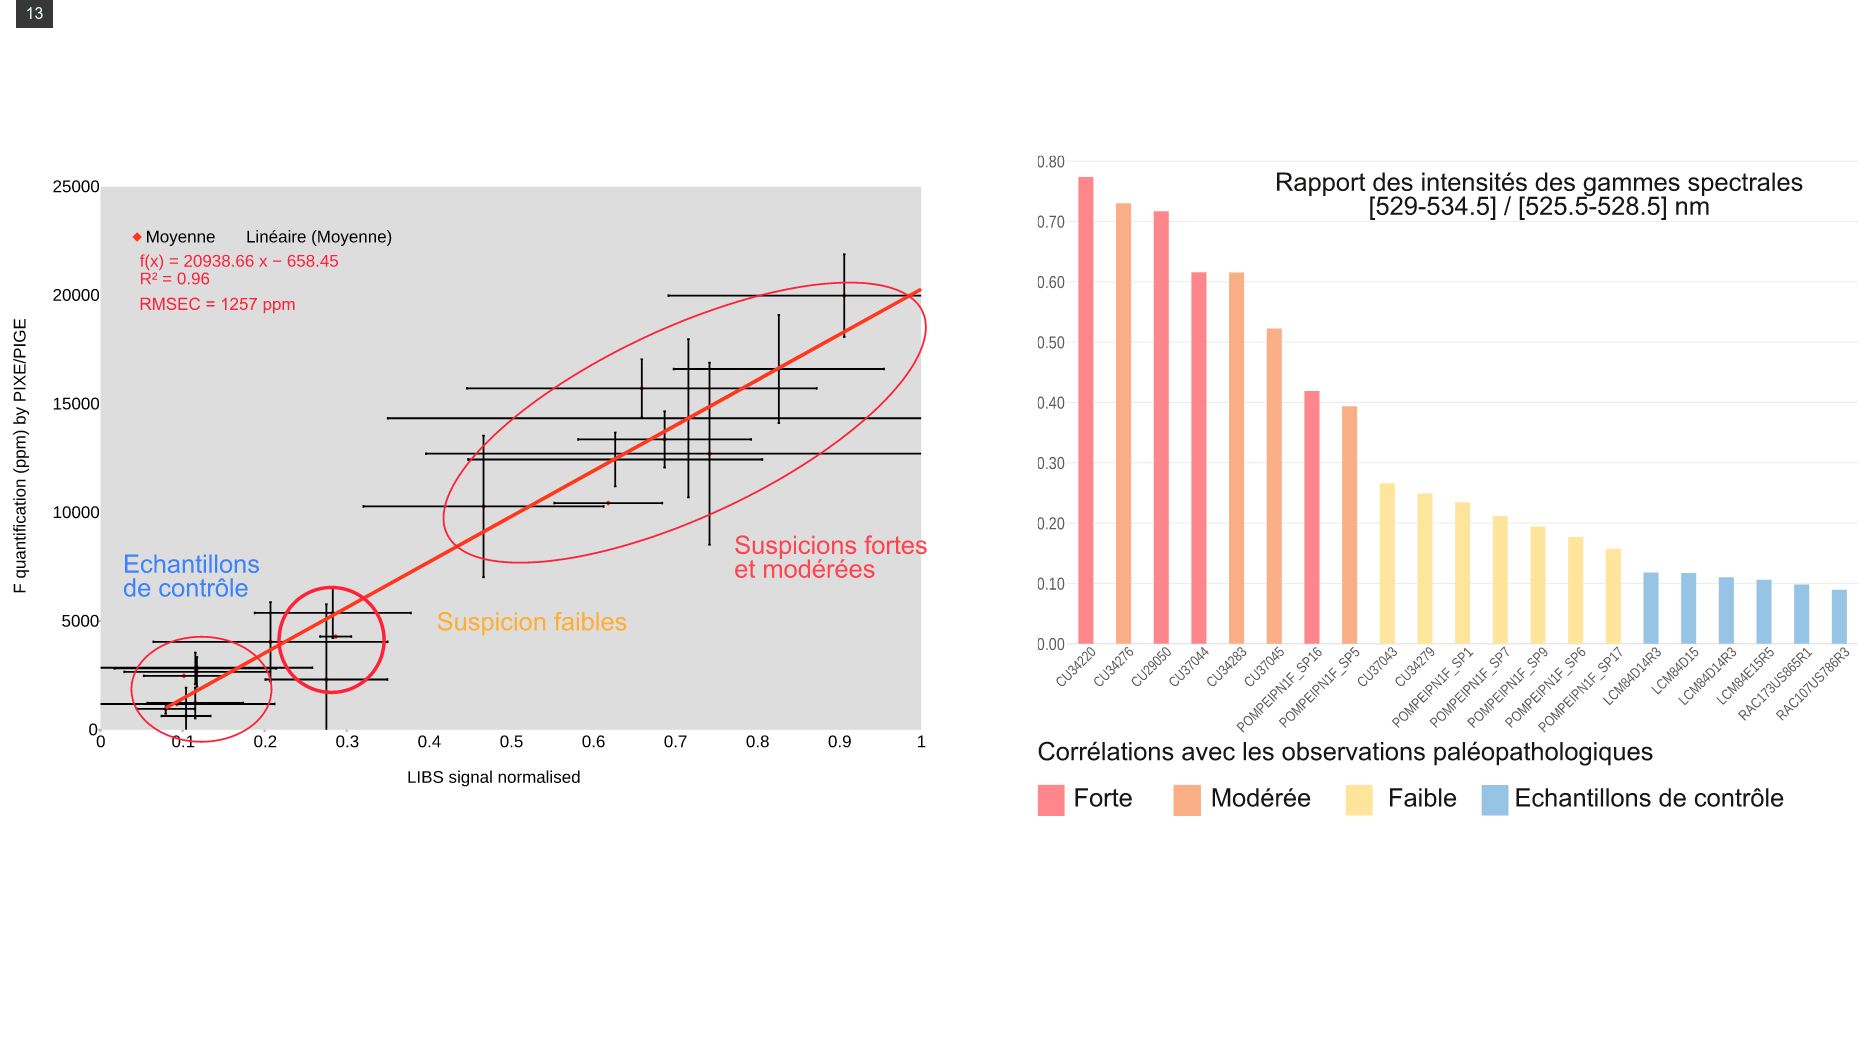 13
25000
20000
15000
10000
5000
0
F quantification (ppm) by PIXE/PIGE
Moyenne Linéaire (Moyenne)
f(x) = 20938.66 x − 658.45
R² = 0.96
RMSEC = 1257 ppm
Echantillons
de contrôle
Suspicion faibles
Suspicions fortes
et modérées
0 0.1 0.2 0.3 0.4 0.5 0.6 0.7 0.8 0.9 1
LIBS signal normalised
Rapport des intensités des gammes spectrales
[529-534.5] / [525.5-528.5] nm
0.80
0.70
0.60
0.50
0.40
0.30
0.20
0.10
0.00
CU34220
CU34276
CU29050
CU37044
CU34283
CU37045
POMPEIPN1F_SP16
POMPEIPN1F_SP5
CU37043
CU34279
POMPEIPN1F_SP1
POMPEIPN1F_SP7
POMPEIPN1F_SP9
POMPEIPN1F_SP6
POMPEIPN1F_SP17
LCM84D14R3
LCM84D15
LCM84D14R3
LCM84E15R5
RAC173US865R1
RAC107US786R3
Corrélations avec les observations paléopathologiques
Forte Modérée Faible Echantillons de contrôle